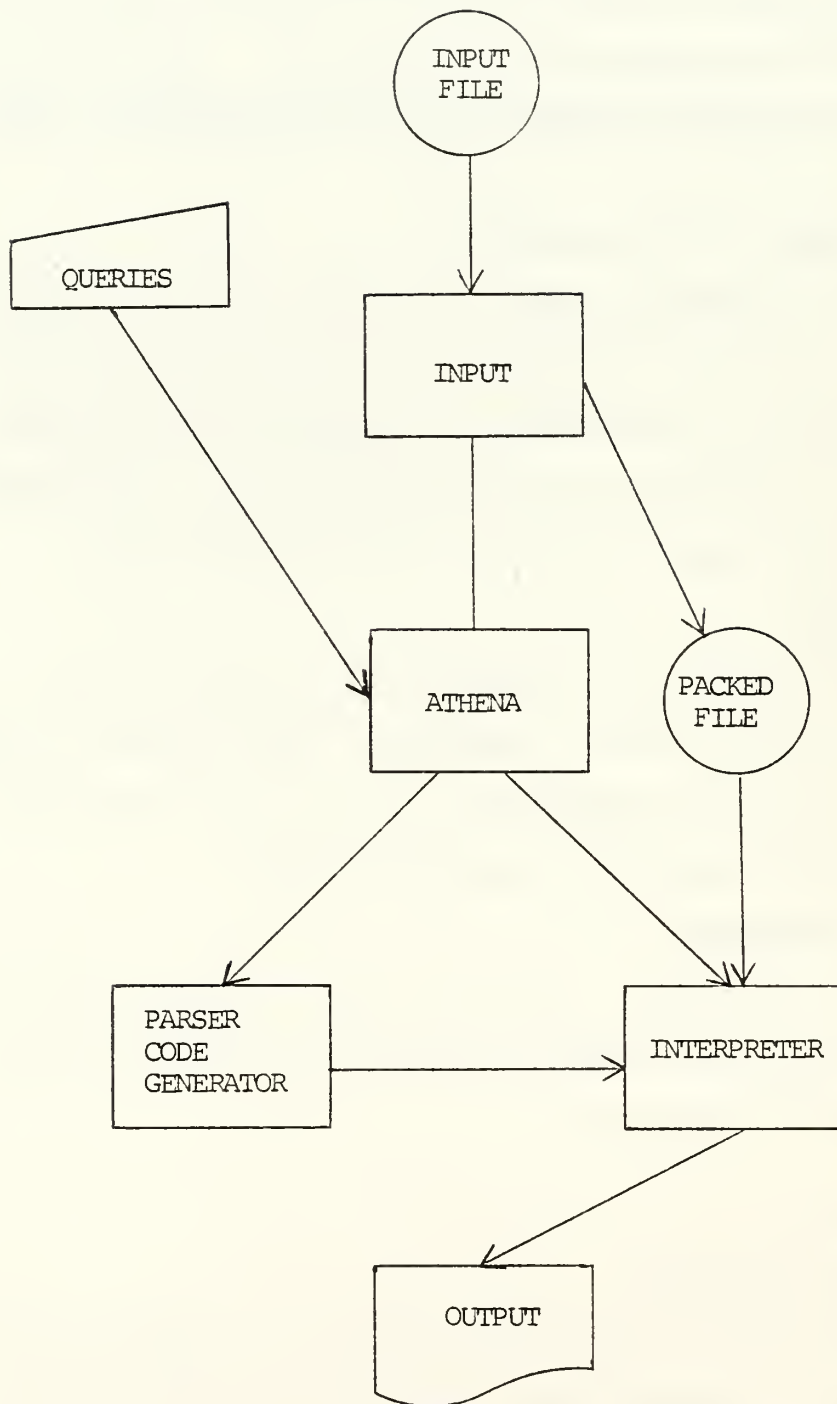 INPUT
FILE
QUERIES
INPUT
ATHENA
PACKED
FILE
PARSER
CODE
GENERATOR
INTERPRETER
OUTPUT